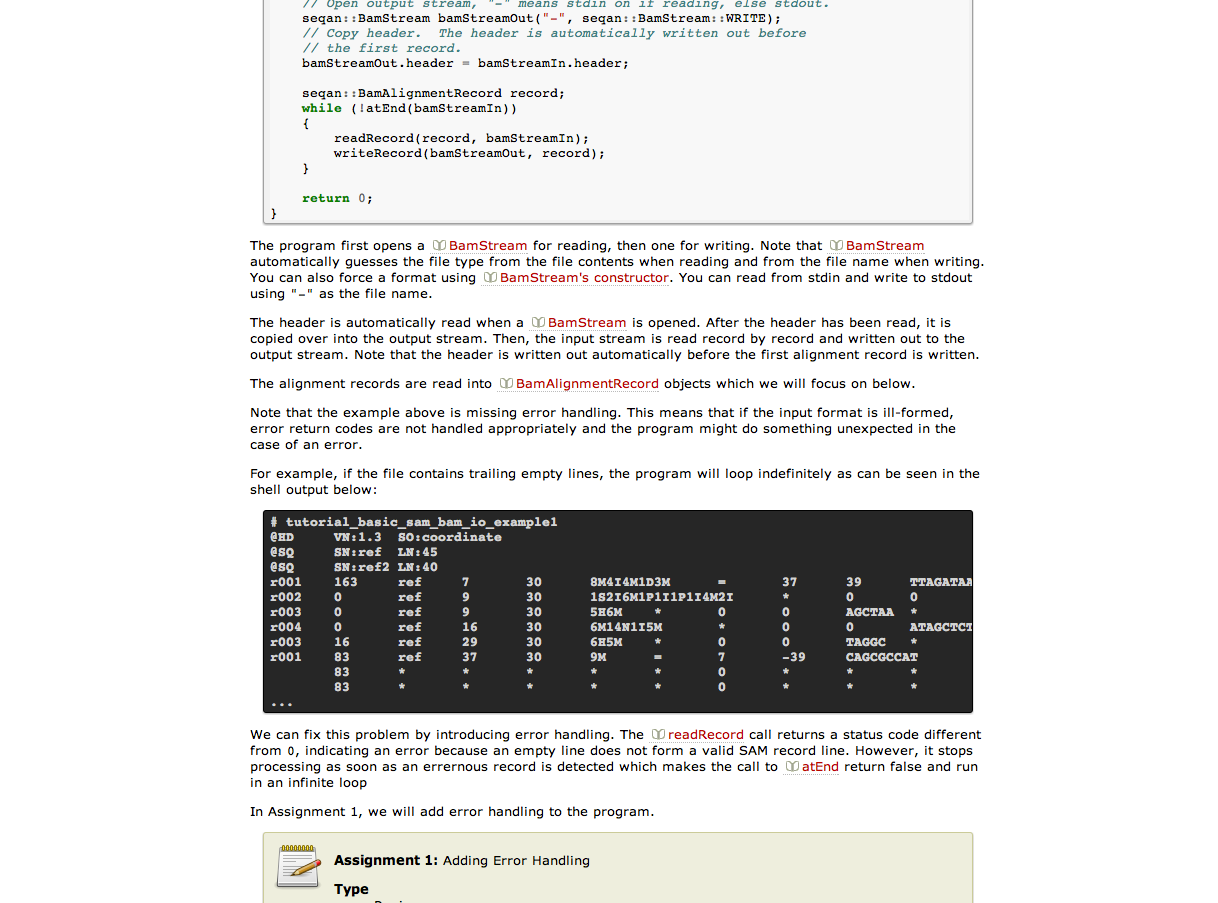 // Open output stream, "-" means stdin on if reading, else stdout.
seqan::BamStream bamStreamOut("-", seqan::BamStream::WRITE);
// Copy header.  The header is automatically written out before
// the first record.
bamStreamOut.header = bamStreamIn.header;
seqan::BamAlignmentRecord record;
while (!atEnd(bamStreamIn))
{
readRecord(record, bamStreamIn);
writeRecord(bamStreamOut, record);
}
return 0;
}
The program first opens a BamStream for reading, then one for writing. Note that BamStream
automatically guesses the file type from the file contents when reading and from the file name when writing.
You can also force a format using BamStream's constructor. You can read from stdin and write to stdout
using "-" as the file name.
The header is automatically read when a BamStream is opened. After the header has been read, it is
copied over into the output stream. Then, the input stream is read record by record and written out to the
output stream. Note that the header is written out automatically before the first alignment record is written.
The alignment records are read into BamAlignmentRecord objects which we will focus on below.
Note that the example above is missing error handling. This means that if the input format is ill-formed,
error return codes are not handled appropriately and the program might do something unexpected in the
case of an error.
For example, if the file contains trailing empty lines, the program will loop indefinitely as can be seen in the
shell output below:
# tutorial_basic_sam_bam_io_example1
@HD VN:1.3 SO:coordinate
@SQ SN:ref LN:45
@SQ SN:ref2 LN:40
r001 163 ref 7 30 8M4I4M1D3M = 37 39 TTAGATAA
r002 0 ref 9 30 1S2I6M1P1I1P1I4M2I * 0 0
r003 0 ref 9 30 5H6M * 0 0 AGCTAA *
r004 0 ref 16 30 6M14N1I5M * 0 0 ATAGCTCT
r003 16 ref 29 30 6H5M * 0 0 TAGGC *
r001 83 ref 37 30 9M = 7 -39 CAGCGCCAT
83 * * * * * 0 * * *
83 * * * * * 0 * * *
...
We can fix this problem by introducing error handling. The readRecord call returns a status code different
from 0, indicating an error because an empty line does not form a valid SAM record line. However, it stops
processing as soon as an errernous record is detected which makes the call to atEnd return false and run
in an infinite loop
In Assignment 1, we will add error handling to the program.
Assignment 1: Adding Error Handling
Type